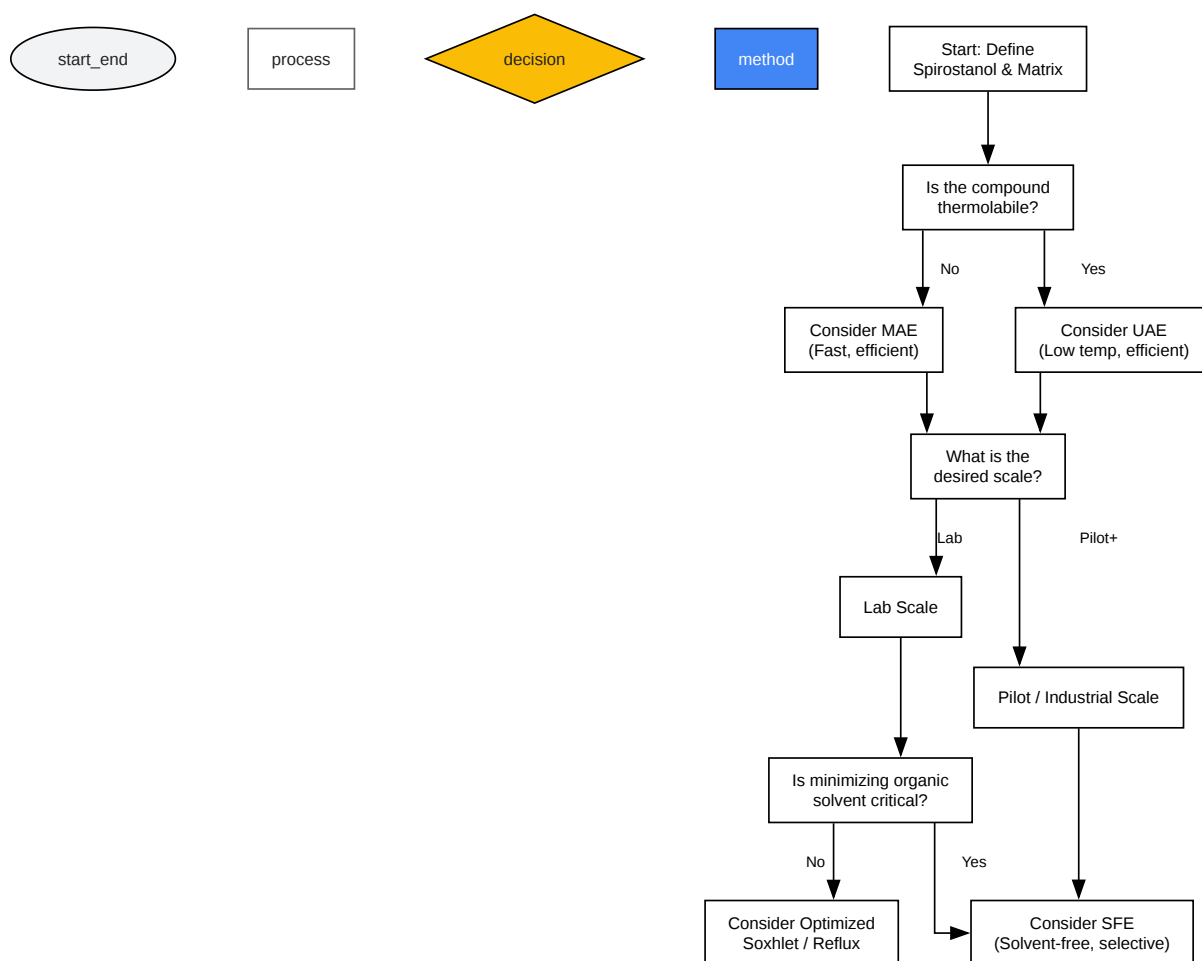 start_end
process
decision
method
Start: Define
Spirostanol & Matrix
Is the compound
thermolabile?
No
Yes
Consider MAE
(Fast, efficient)
Consider UAE
(Low temp, efficient)
What is the
desired scale?
Lab
Pilot+
Lab Scale
Pilot / Industrial Scale
Is minimizing organic
solvent critical?
No
Yes
Consider Optimized
Soxhlet / Reflux
Consider SFE
(Solvent-free, selective)